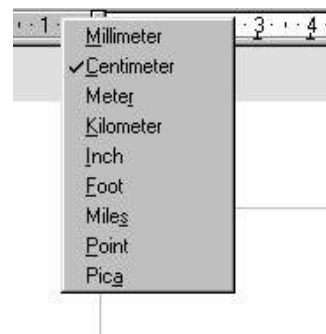 1 3 4
Millimeter
✓Centimeter
Meter
Kilometer
Inch
Foot
Miles
Point
Pica